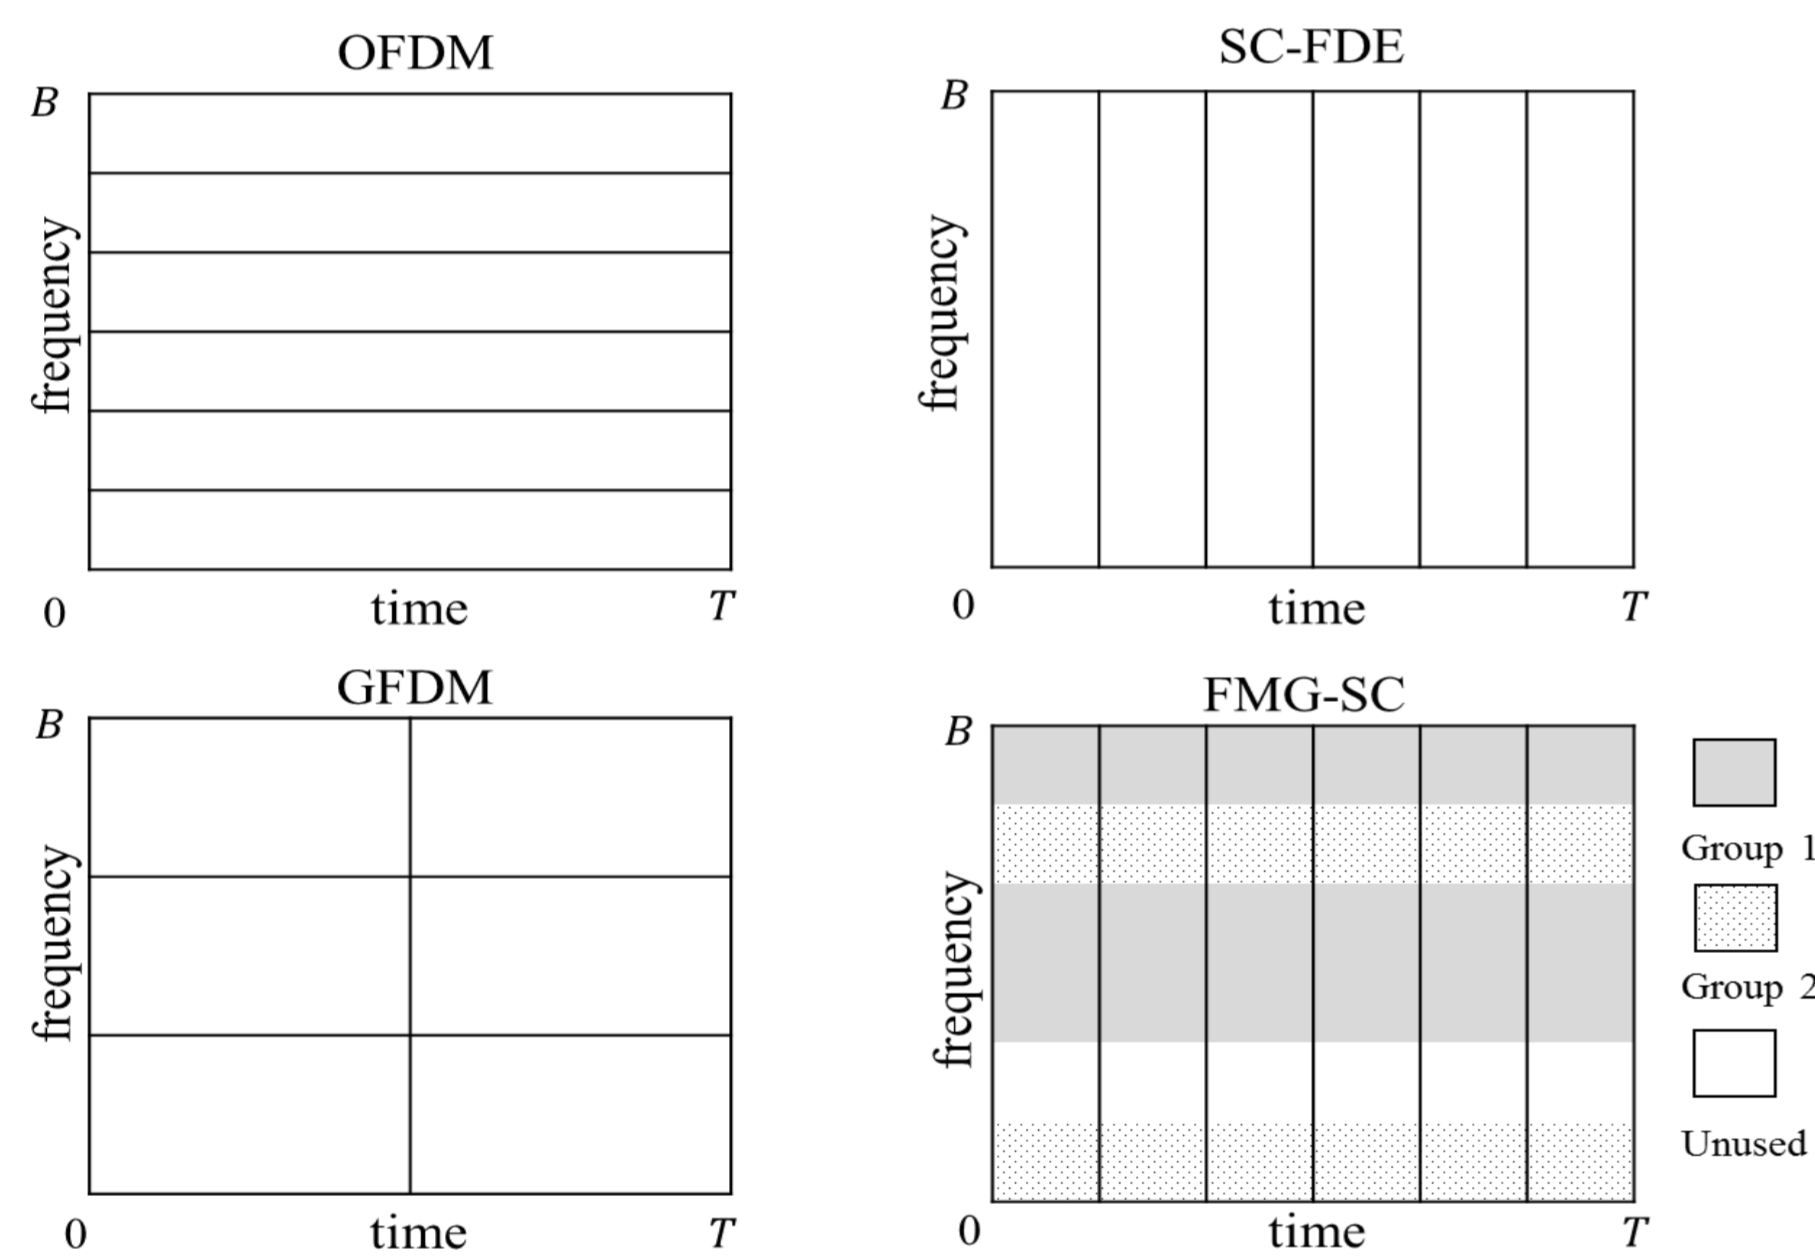 OFDM
B
frequency
0
time
T
SC-FDE
B
frequency
0
time
T
GFDM
B
frequency
0
time
T
FMG-SC
B
frequency
0
time
T
Group 1
Group 2
Unused